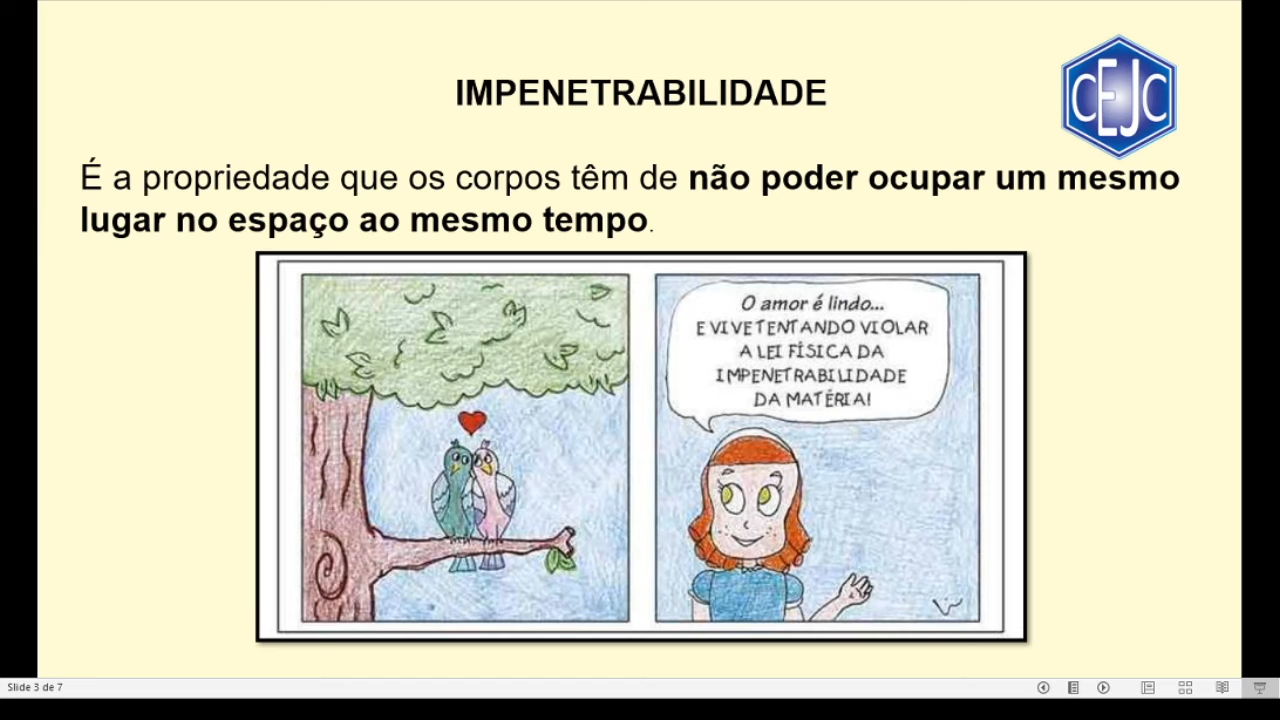 IMPENETRABILIDADE
CEJC
É a propriedade que os corpos têm de não poder ocupar um mesmo
lugar no espaço ao mesmo tempo.
O amor é lindo...
E VIVE TENTANDO VIOLAR
A LEI FÍSICA DA
IMPENETRABILIDADE
DA MATÉRIA!
Slide 3 de 7